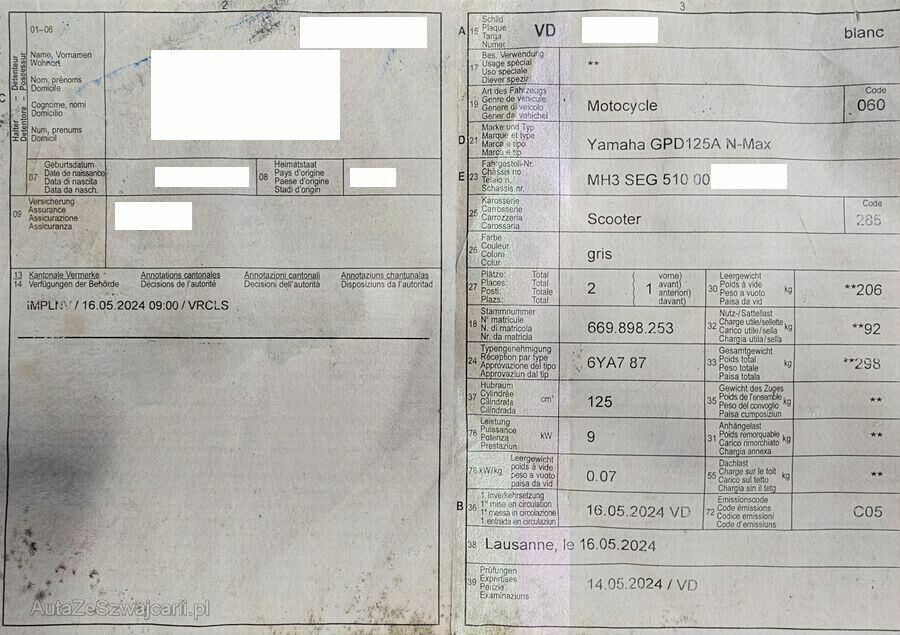 2
01-06
Halter - Détenteur
Detentore - Possessur
Name, Vornamen
Wohnort
Nom, prénoms
Domicile
Cognome, nomi
Domicilio
Num, prenums
Domicil
07
Geburtsdatum
Date de naissance
Data di nascita
Data da nasch.
08
Heimatstaat
Pays d'origine
Paese d'origine
Stadi d'origin
09
Versicherung
Assurance
Assicurazione
Assicuranza
13 Kantonale Vermerke Annotations cantonales Annotazioni cantonali Annotaziuns chantunalas
14 Verfügungen der Behörde Décisions de l'autorité Decisioni dell'autorità Disposiziuns da l'autoritad
/ 16.05.2024 09:00 / VRCLS
AutaZeSzwajcarii.pl
3
A 15
Schild
Plaque
Targa
Numer
VD blanc
17
Bes. Verwendung
Usage spécial
Uso speciale
Diever spezial
**
19
Art des Fahrzeugs
Genre de véhicule
Genere di veicolo
Gener dal vehichel
Motocycle
Code
060
D 21
Marke und Typ
Marque et type
Marca e tipo
Marca e tip
Yamaha GPD125A N-Max
E 23
Fahrgestell-Nr.
Châssis no
Telaio n.
Schassis nr.
MH3 SEG 510 00
25
Karosserie
Carrosserie
Carrozzeria
Carossaria
Scooter
Code
285
26
Farbe
Couleur
Colore
Colur
gris
27
Plätze: Total
Places: Total
Posti: Totale
Plazs: Total
2 ( 1 vorne)
avant)
anteriori)
davant)
30
Leergewicht
Poids à vide
Peso a vuoto
Paisa da vid
kg
**206
18
Stammnummer
N° matricule
N. di matricola
Nr. da matricla
669.898.253
32
Nutz-/Sattellast
Charge utile/sellette
Carico utile/sella
Chargia utila/sella
kg
**92
24
Typengenehmigung
Réception par type
Approvazione del tipo
Approvaziun dal tip
6YA7 87
33
Gesamtgewicht
Poids total
Peso totale
Paisa totala
kg
**298
37
Hubraum
Cylindrée
Cilindrata
Cilindrada
cm³
125
35
Gewicht des Zuges
Poids de l'ensemble
Peso del convoglio
Paisa cumposiziun
kg
**
76
Leistung
Puissance
Potenza
Prestaziun
kW
9
31
Anhängelast
Poids remorquable
Carico rimorchiato
Chargia annexa
kg
**
78 kW/kg
Leergewicht
poids à vide
peso a vuoto
paisa da vid
0.07
55
Dachlast
Charge sur le toit
Carico sul tetto
Chargia sin il tetg
kg
**
B 36
1. Inverkehrsetzung
1re mise en circulation
1a messa in circolazione
1. entrada en circulaziun
16.05.2024 VD
72
Emissionscode
Code émissions
Codice emissioni
Code d'emissiuns
C05
38 Lausanne, le 16.05.2024
39
Prüfungen
Expertises
Perizie
Examinaziuns
14.05.2024 / VD